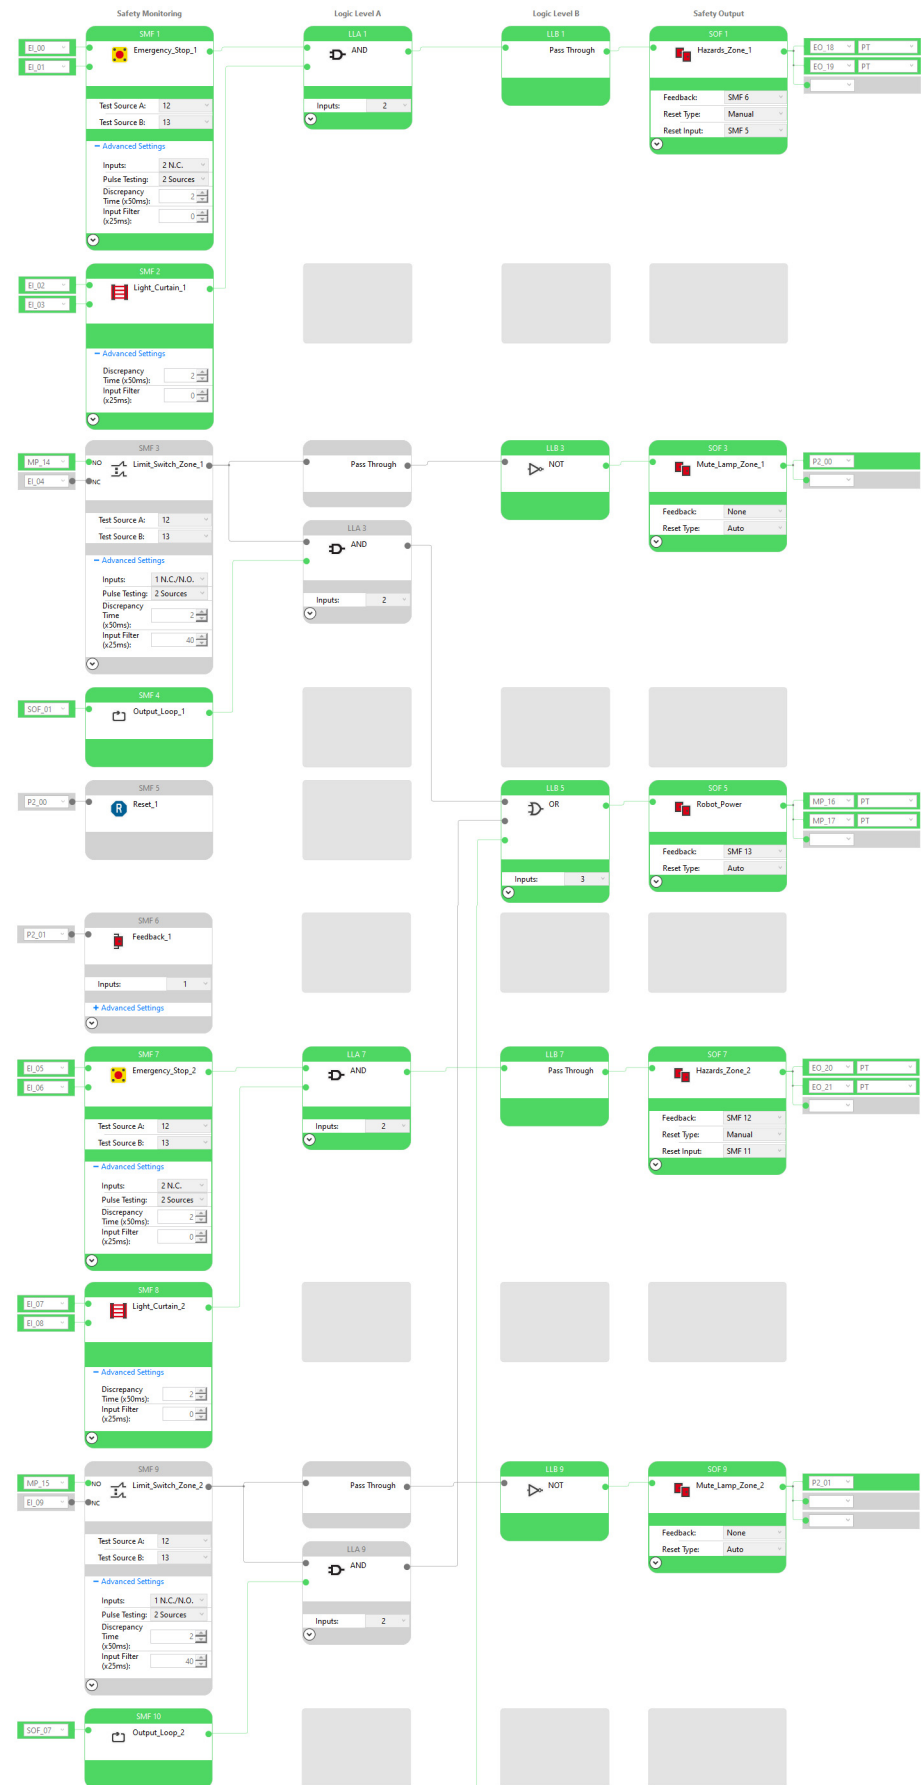 Safety Monitoring
Logic Level A
Logic Level B
Safety Output
SMF 1
LLA 1
LLB 1
SOF 1
EI_00
Emergency_Stop_1
AND
Pass Through
Hazards_Zone_1
EO_18
PT
EI_01
EO_19
PT
Test Source A: 12
Inputs: 2
Feedback: SMF 6
Test Source B: 13
Reset Type: Manual
Reset Input: SMF 5
Advanced Settings
Inputs: 2 N.C.
Pulse Testing: 2 Sources
Discrepancy
Time (x50ms): 2
Input Filter
(x25ms): 0
SMF 2
EI_02
Light_Curtain_1
EI_03
Advanced Settings
Discrepancy
Time (x50ms): 2
Input Filter
(x25ms): 0
SMF 3
LLB 3
SOF 3
MP_14
NO
Limit_Switch_Zone_1
Pass Through
NOT
Mute_Lamp_Zone_1
P2_00
EI_04
NC
Test Source A: 12
Feedback: None
Test Source B: 13
Reset Type: Auto
LLA 3
AND
Advanced Settings
Inputs: 1 N.C./N.O.
Pulse Testing: 2 Sources
Inputs: 2
Discrepancy
Time
(x50ms): 2
Input Filter
(x25ms): 40
SMF 4
SOF_01
Output_Loop_1
SMF 5
LLB 5
SOF 5
P2_00
R
Reset_1
OR
Robot_Power
MP_16
PT
MP_17
PT
Feedback: SMF 13
Inputs: 3
Reset Type: Auto
SMF 6
P2_01
Feedback_1
Inputs: 1
Advanced Settings
SMF 7
LLA 7
LLB 7
SOF 7
EI_05
Emergency_Stop_2
AND
Pass Through
Hazards_Zone_2
EO_20
PT
EI_06
EO_21
PT
Test Source A: 12
Inputs: 2
Feedback: SMF 12
Test Source B: 13
Reset Type: Manual
Reset Input: SMF 11
Advanced Settings
Inputs: 2 N.C.
Pulse Testing: 2 Sources
Discrepancy
Time (x50ms): 2
Input Filter
(x25ms): 0
SMF 8
EI_07
Light_Curtain_2
EI_08
Advanced Settings
Discrepancy
Time (x50ms): 2
Input Filter
(x25ms): 0
SMF 9
LLB 9
SOF 9
MP_15
NO
Limit_Switch_Zone_2
Pass Through
NOT
Mute_Lamp_Zone_2
P2_01
EI_09
NC
Test Source A: 12
Feedback: None
Test Source B: 13
Reset Type: Auto
LLA 9
AND
Advanced Settings
Inputs: 1 N.C./N.O.
Pulse Testing: 2 Sources
Inputs: 2
Discrepancy
Time
(x50ms): 2
Input Filter
(x25ms): 40
SMF 10
SOF_07
Output_Loop_2